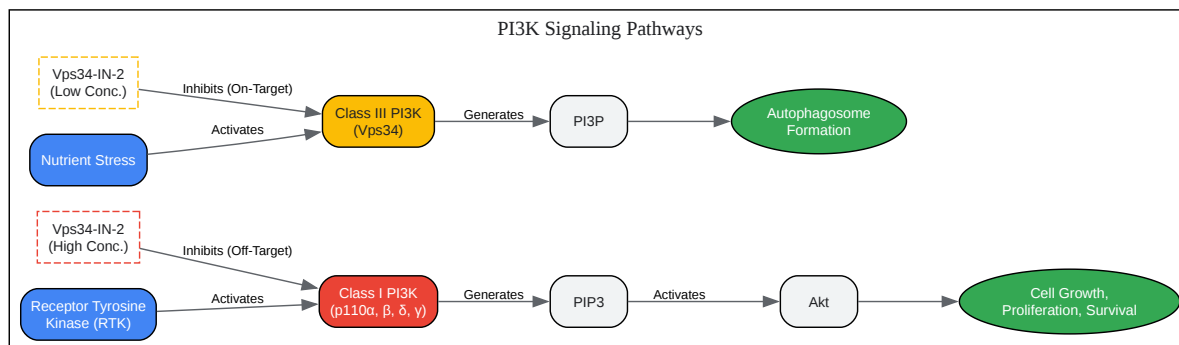 PI3K Signaling Pathways
Vps34-IN-2
(Low Conc.)
Inhibits (On-Target)
Nutrient Stress
Activates
Class III PI3K
(Vps34)
Generates
PI3P
Autophagosome
Formation
Vps34-IN-2
(High Conc.)
Inhibits (Off-Target)
Receptor Tyrosine
Kinase (RTK)
Activates
Class I PI3K
(p110α, β, δ, γ)
Generates
PIP3
Activates
Akt
Cell Growth,
Proliferation, Survival